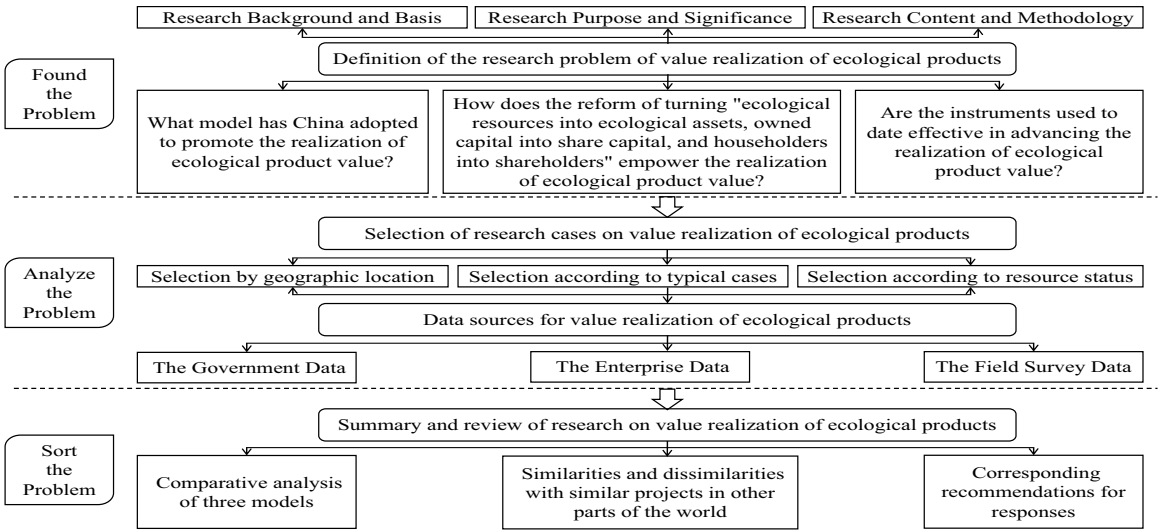 Research Background and Basis
Research Purpose and Significance
Research Content and Methodology
Found
the
Problem
Definition of the research problem of value realization of ecological products
What model has China adopted
to promote the realization of
ecological product value?
How does the reform of turning "ecological
resources into ecological assets, owned
capital into share capital, and householders
into shareholders" empower the realization
of ecological product value?
Are the instruments used to
date effective in advancing the
realization of ecological
product value?
Selection of research cases on value realization of ecological products
Analyze
the
Problem
Selection by geographic location
Selection according to typical cases
Selection according to resource status
Data sources for value realization of ecological products
The Government Data
The Enterprise Data
The Field Survey Data
Summary and review of research on value realization of ecological products
Sort
the
Problem
Comparative analysis
of three models
Similarities and dissimilarities
with similar projects in other
parts of the world
Corresponding
recommendations for
responses